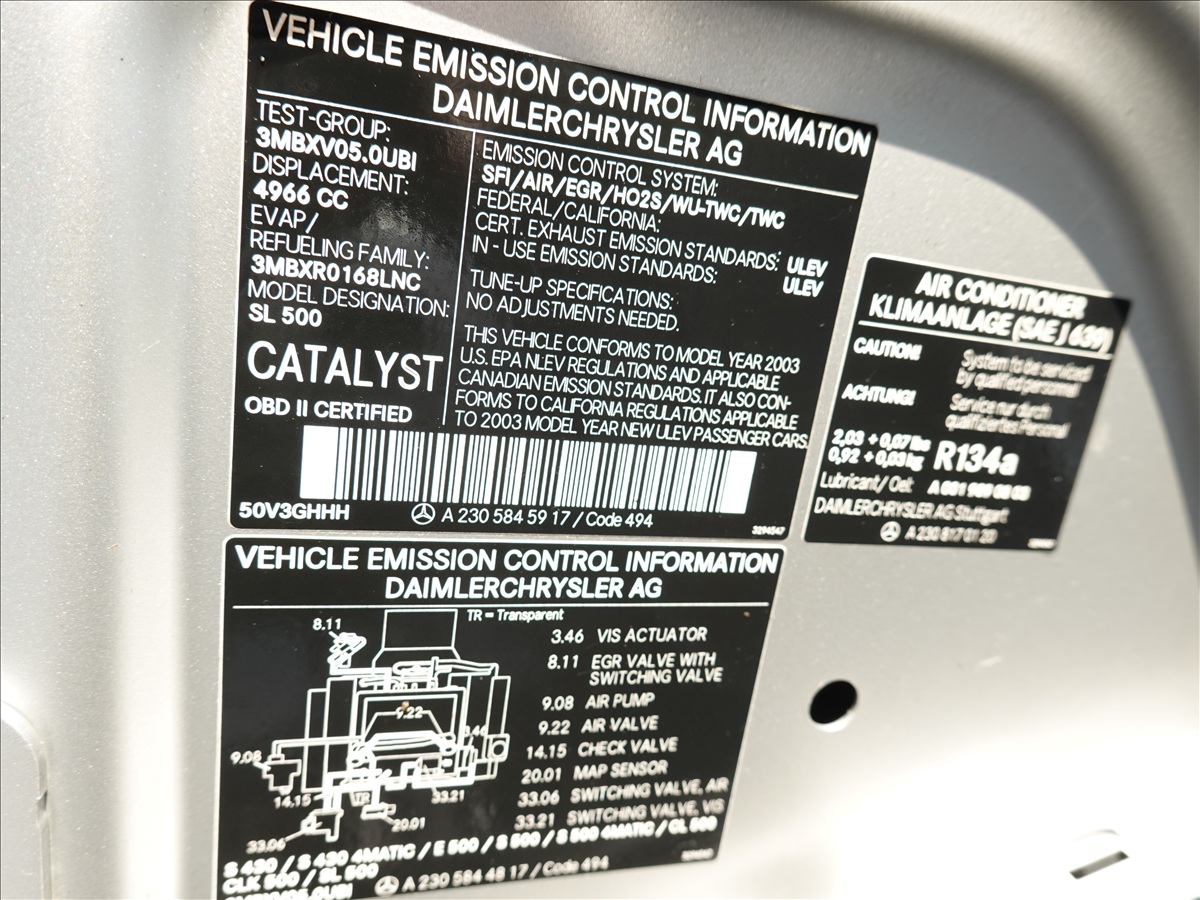 VEHICLE EMISSION CONTROL INFORMATION
DAIMLERCHRYSLER AG
TEST-GROUP:
3MBXV05.0UBI
DISPLACEMENT:
4966 CC
EVAP/
REFUELING FAMILY:
3MBXR0168LNC
MODEL DESIGNATION:
SL 500
CATALYST
OBD II CERTIFIED
EMISSION CONTROL SYSTEM:
SFI/AIR/EGR/HO2S/WU-TWC/TWC
FEDERAL/CALIFORNIA:
CERT. EXHAUST EMISSION STANDARDS: ULEV
IN - USE EMISSION STANDARDS: ULEV
TUNE-UP SPECIFICATIONS:
NO ADJUSTMENTS NEEDED.
THIS VEHICLE CONFORMS TO MODEL YEAR 2003
U.S. EPA NLEV REGULATIONS AND APPLICABLE
CANADIAN EMISSION STANDARDS. IT ALSO CON-
FORMS TO CALIFORNIA REGULATIONS APPLICABLE
TO 2003 MODEL YEAR NEW ULEV PASSENGER CARS.
50V3GHHH
A 230 584 59 17 / Code 494
3294547
AIR CONDITIONER
KLIMAANLAGE (SAE J 639)
CAUTION! System to be serviced
by qualified personnel
ACHTUNG! Service nur durch
qualifiziertes Personal
2,03 + 0,07 lbs
0,92 + 0,03 kg
R134a
Lubricant/Oel:
DAIMLERCHRYSLER AG Stuttgart
A 230 817 01 20
VEHICLE EMISSION CONTROL INFORMATION
DAIMLERCHRYSLER AG
TR = Transparent
8.11
9.22
3.46
9.08
14.15
TR
33.21
20.01
33.06
3.46 VIS ACTUATOR
8.11 EGR VALVE WITH
SWITCHING VALVE
9.08 AIR PUMP
9.22 AIR VALVE
14.15 CHECK VALVE
20.01 MAP SENSOR
33.06 SWITCHING VALVE, AIR
33.21 SWITCHING VALVE, VIS
S 430 / S 430 4MATIC / E 500 / S 500 / S 500 4MATIC / CL 500
CLK 500 / SL 500
3MBXV05.0UBI
A 230 584 48 17 / Code 494